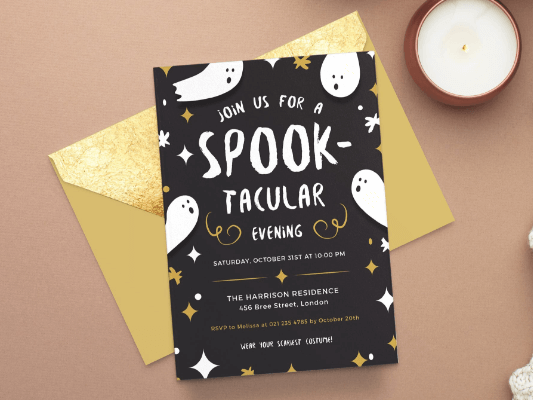 JOIN US FOR A
SPOOK-
TACULAR
EVENING
SATURDAY, OCTOBER 31ST AT 10:00 PM
THE HARRISON RESIDENCE
456 Bree Street, London
RSVP to Melissa at 021 235 4785 by October 20th
WEAR YOUR SCARIEST COSTUME!